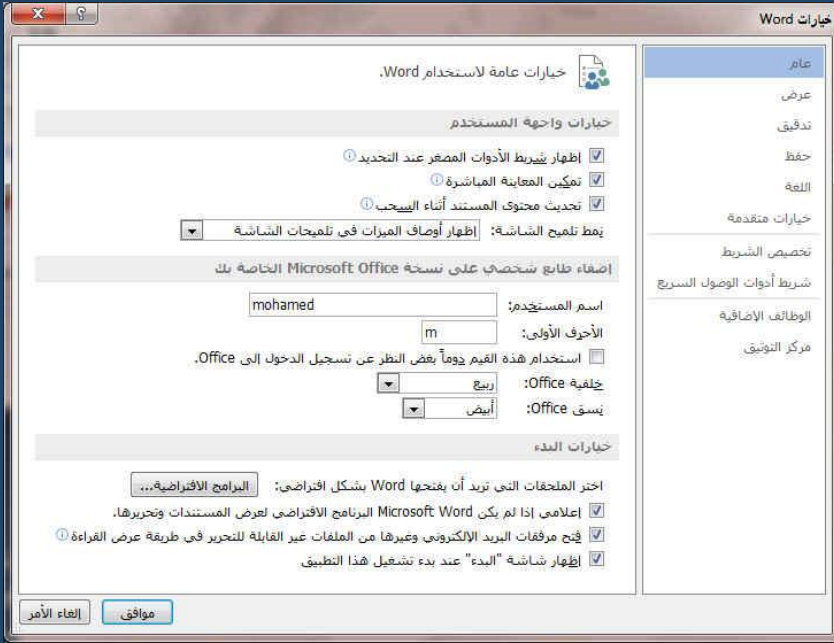 خيارات Word
عام
عرض
تدقيق
حفظ
اللغة
خيارات متقدمة
تخصيص الشريط
شريط أدوات الوصول السريع
الوظائف الإضافية
مركز التوثيق
خيارات عامة لاستخدام Word.
خيارات واجهة المستخدم
إظهار شريط الأدوات المصغر عند التحديد
تمكين المعاينة المباشرة
تحديث محتوى المستند أثناء السحب
نمط تلميح الشاشة: إظهار أوصاف الميزات في تلميحات الشاشة
إضفاء طابع شخصي على نسخة Microsoft Office الخاصة بك
اسم المستخدم: mohamed
الأحرف الأولى: m
استخدام هذه القيم دوماً بغض النظر عن تسجيل الدخول إلى Office.
خلفية Office: ربيع
نسق Office: أبيض
خيارات البدء
اختر الملحقات التي تريد أن يفتحها Word بشكل افتراضي: البرامج الافتراضية...
إعلامي إذا لم يكن Microsoft Word البرنامج الافتراضي لعرض المستندات وتحريرها.
فتح مرفقات البريد الإلكتروني وغيرها من الملفات غير القابلة للتحرير في طريقة عرض القراءة
إظهار شاشة "البدء" عند بدء تشغيل هذا التطبيق
موافق
إلغاء الأمر